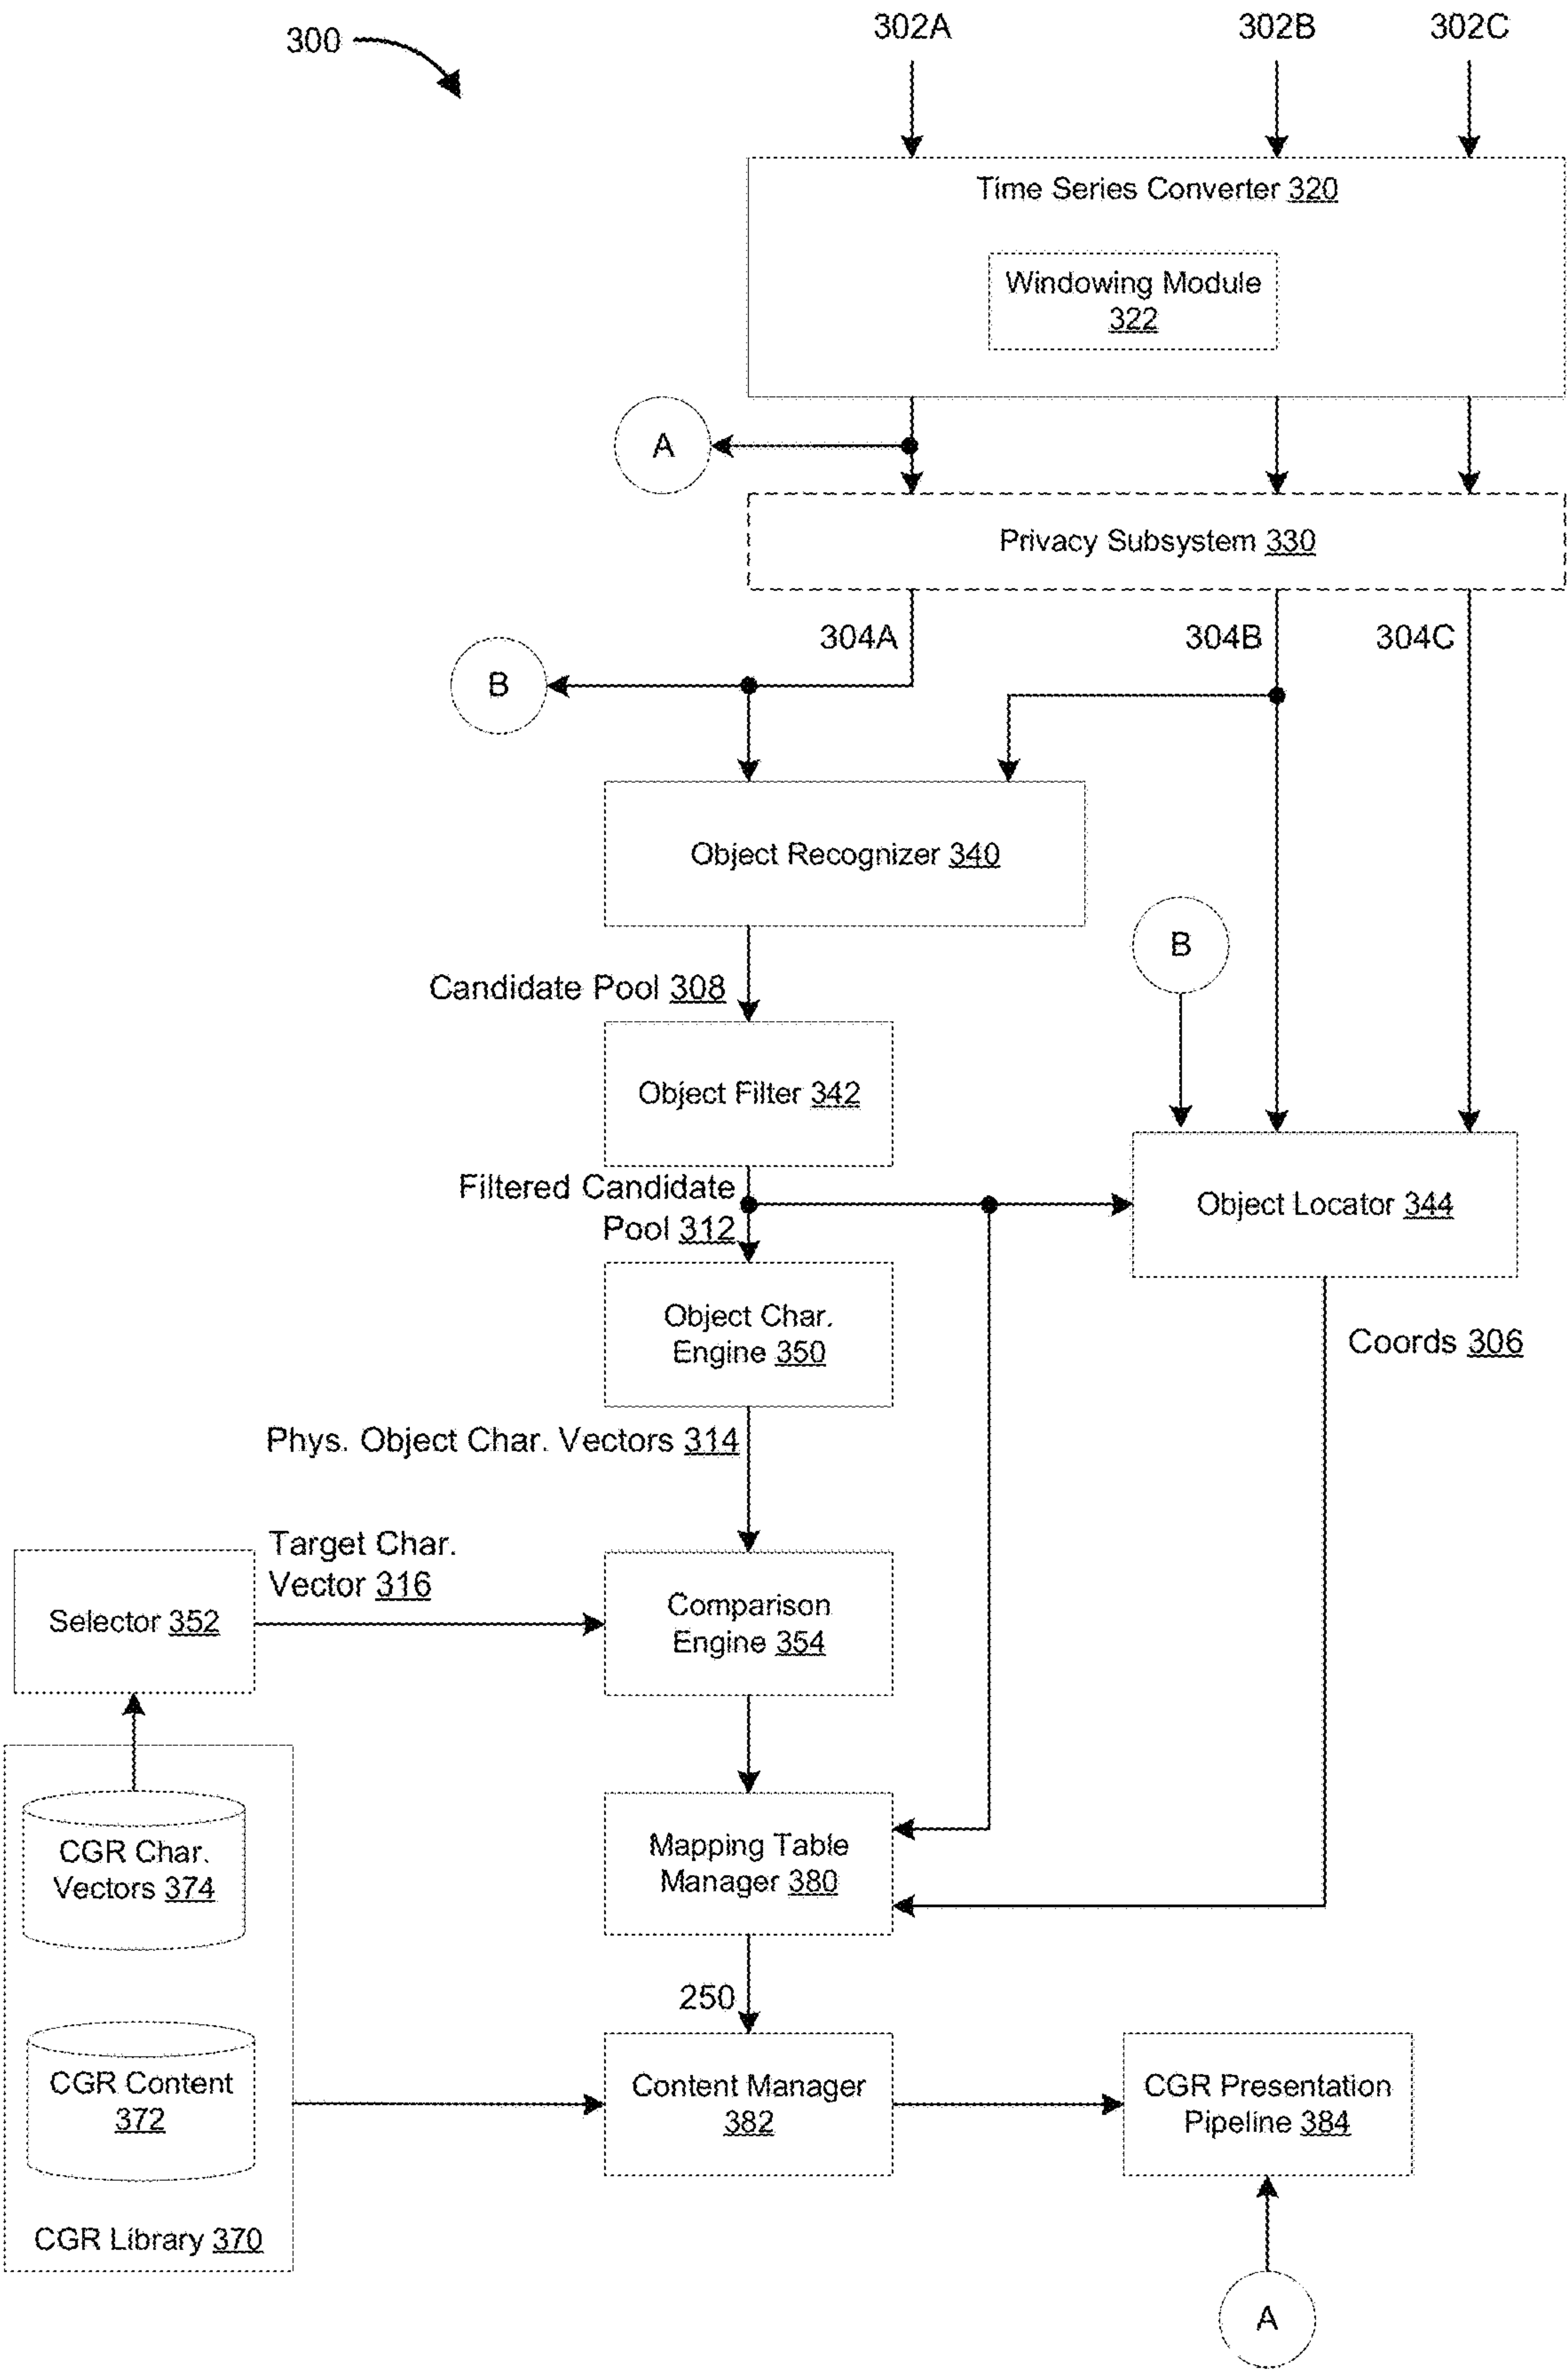 300
302A
302B
302C
Time Series Converter 320
Windowing Module
322
A
Privacy Subsystem 330
304A
304B
304C
B
Object Recognizer 340
B
Candidate Pool 308
Object Filter 342
Filtered Candidate
Pool 312
Object Locator 344
Object Char.
Engine 350
Coords 306
Phys. Object Char. Vectors 314
Target Char.
Vector 316
Selector 352
Comparison
Engine 354
CGR Char.
Vectors 374
Mapping Table
Manager 380
250
CGR Content
372
Content Manager
382
CGR Presentation
Pipeline 384
CGR Library 370
A